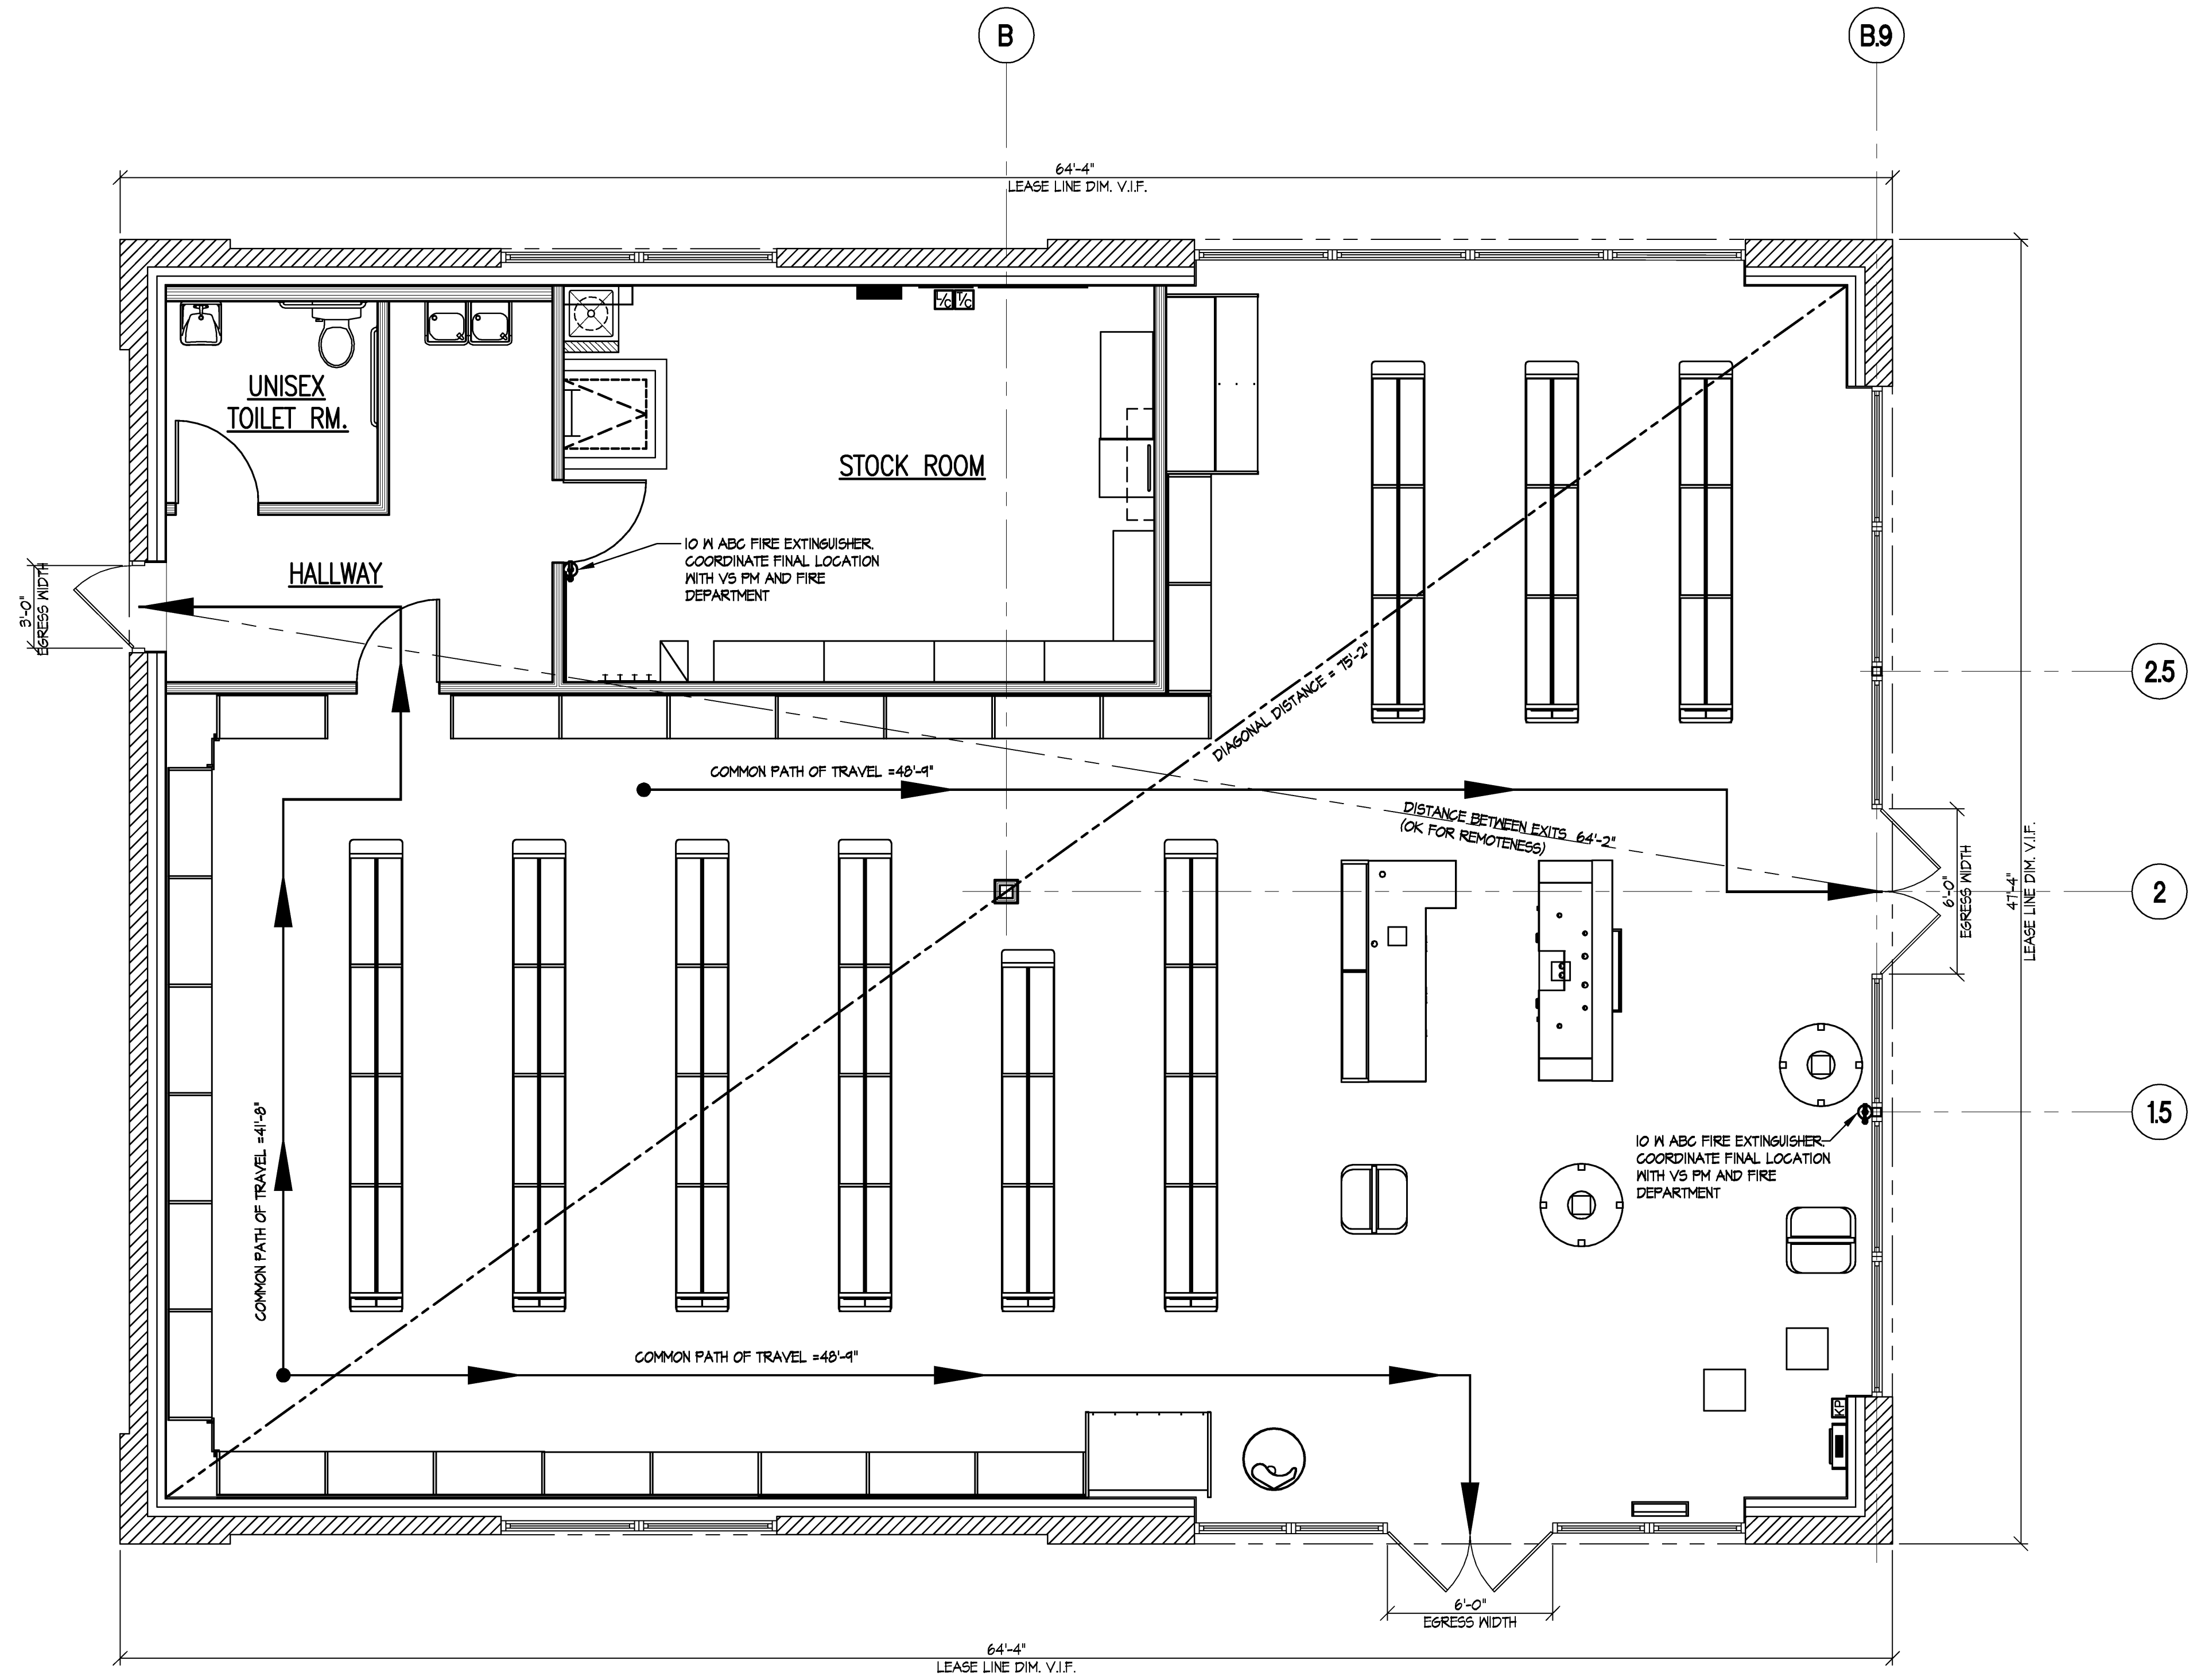 B
B.9
64'-4"
LEASE LINE DIM. V.I.F.
L/C
T/C
UNISEX
TOILET RM.
STOCK ROOM
10 # ABC FIRE EXTINGUISHER.
COORDINATE FINAL LOCATION
WITH VS PM AND FIRE
DEPARTMENT
HALLWAY
3'-0"
EGRESS WIDTH
2.5
DIAGONAL DISTANCE = 75'-2"
COMMON PATH OF TRAVEL =48'-9"
DISTANCE BETWEEN EXITS 64'-2"
(OK FOR REMOTENESS)
6'-0"
EGRESS WIDTH
47'-4"
LEASE LINE DIM. V.I.F.
2
1.5
COMMON PATH OF TRAVEL =41'-8"
10 # ABC FIRE EXTINGUISHER.
COORDINATE FINAL LOCATION
WITH VS PM AND FIRE
DEPARTMENT
COMMON PATH OF TRAVEL =48'-9"
KP
6'-0"
EGRESS WIDTH
64'-4"
LEASE LINE DIM. V.I.F.